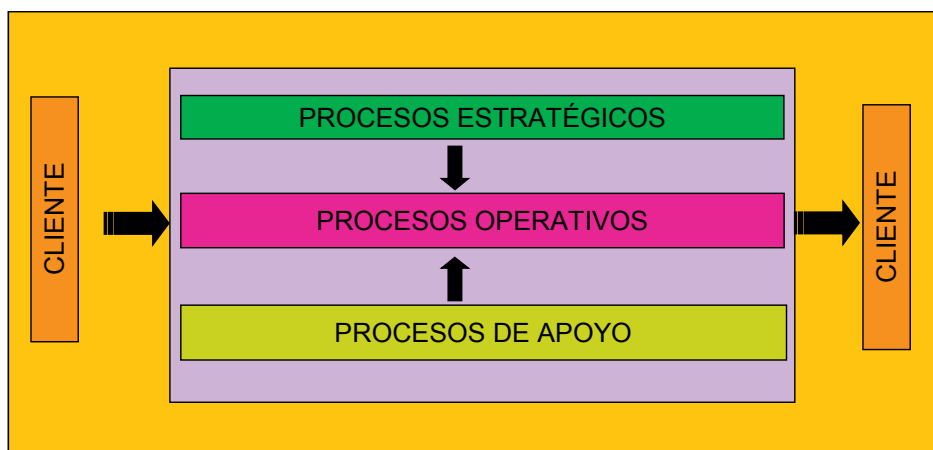 CLIENTE
PROCESOS ESTRATÉGICOS
PROCESOS OPERATIVOS
PROCESOS DE APOYO
CLIENTE